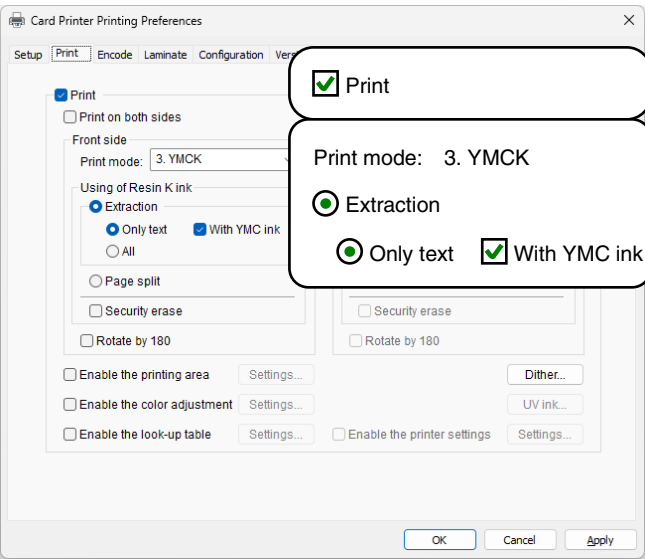 Card Printer Printing Preferences
Setup Print Encode Laminate Configuration Vers
Print
Print on both sides
Front side
Print mode: 3. YMCK
Using of Resin K ink
Extraction
Only text With YMC ink
All
Page split
Security erase
Rotate by 180
Print
Print mode: 3. YMCK
Extraction
Only text With YMC ink
Security erase
Rotate by 180
Enable the printing area Settings... Dither...
Enable the color adjustment Settings... UV ink...
Enable the look-up table Settings... Enable the printer settings Settings...
OK Cancel Apply